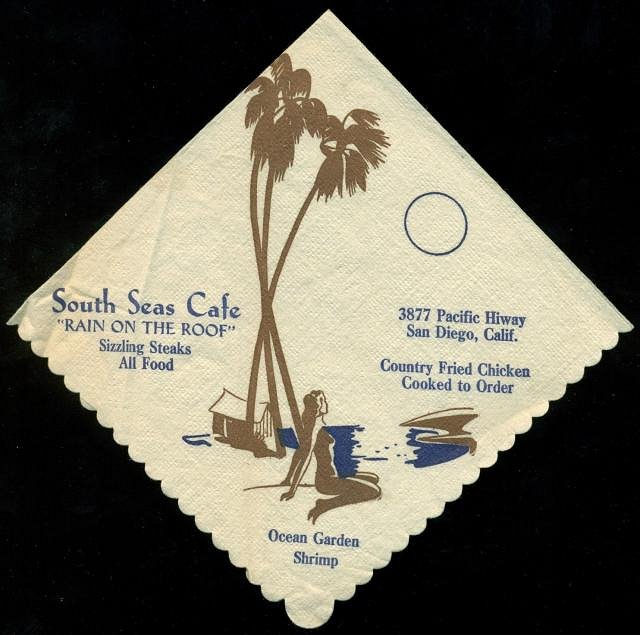 South Seas Cafe
"RAIN ON THE ROOF"
Sizzling Steaks
All Food
3877 Pacific Hiway
San Diego, Calif.
Country Fried Chicken
Cooked to Order
Ocean Garden
Shrimp